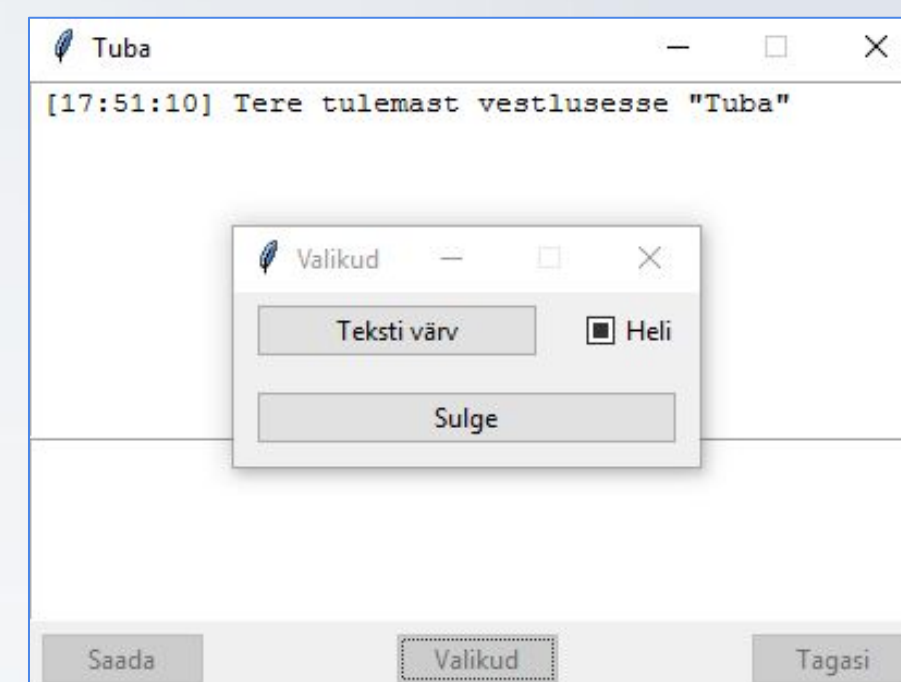 Tuba
[17:51:10] Tere tulemast vestlusesse "Tuba"
Valikud
Teksti värv
Heli
Sulge
Saada
Valikud
Tagasi